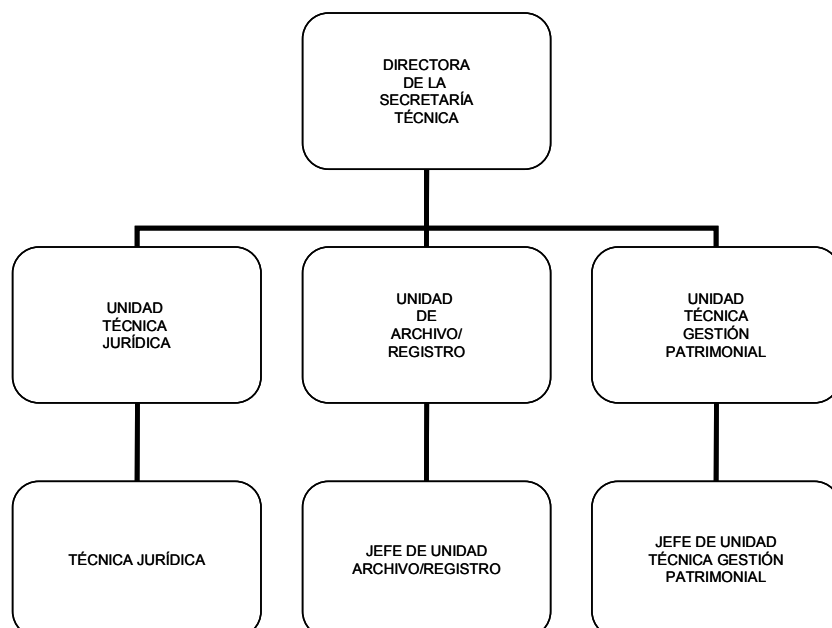 DIRECTORA
DE LA
SECRETARÍA
TÉCNICA
UNIDAD
TÉCNICA
JURÍDICA
UNIDAD
DE
ARCHIVO/
REGISTRO
UNIDAD
TÉCNICA
GESTIÓN
PATRIMONIAL
TÉCNICA JURÍDICA
JEFE DE UNIDAD
ARCHIVO/REGISTRO
JEFE DE UNIDAD
TÉCNICA GESTIÓN
PATRIMONIAL